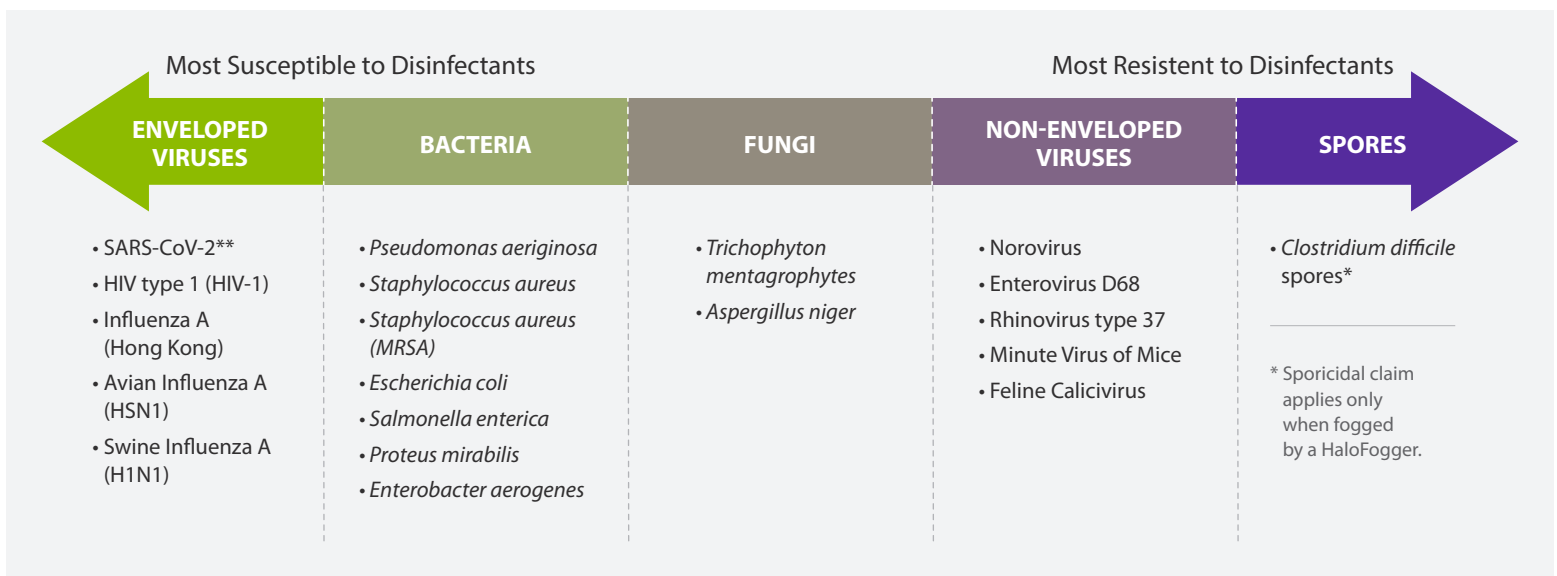 Most Susceptible to Disinfectants
Most Resistent to Disinfectants
ENVELOPED
VIRUSES
BACTERIA
FUNGI
NON-ENVELOPED
VIRUSES
SPORES
• SARS-CoV-2**
• HIV type 1 (HIV-1)
• Influenza A
(Hong Kong)
• Avian Influenza A
(HSN1)
• Swine Influenza A
(H1N1)
• Pseudomonas aeriginosa
• Staphylococcus aureus
• Staphylococcus aureus
(MRSA)
• Escherichia coli
• Salmonella enterica
• Proteus mirabilis
• Enterobacter aerogenes
• Trichophyton
mentagrophytes
• Aspergillus niger
• Norovirus
• Enterovirus D68
• Rhinovirus type 37
• Minute Virus of Mice
• Feline Calicivirus
• Clostridium difficile
spores*
* Sporicidal claim
applies only
when fogged
by a HaloFogger.